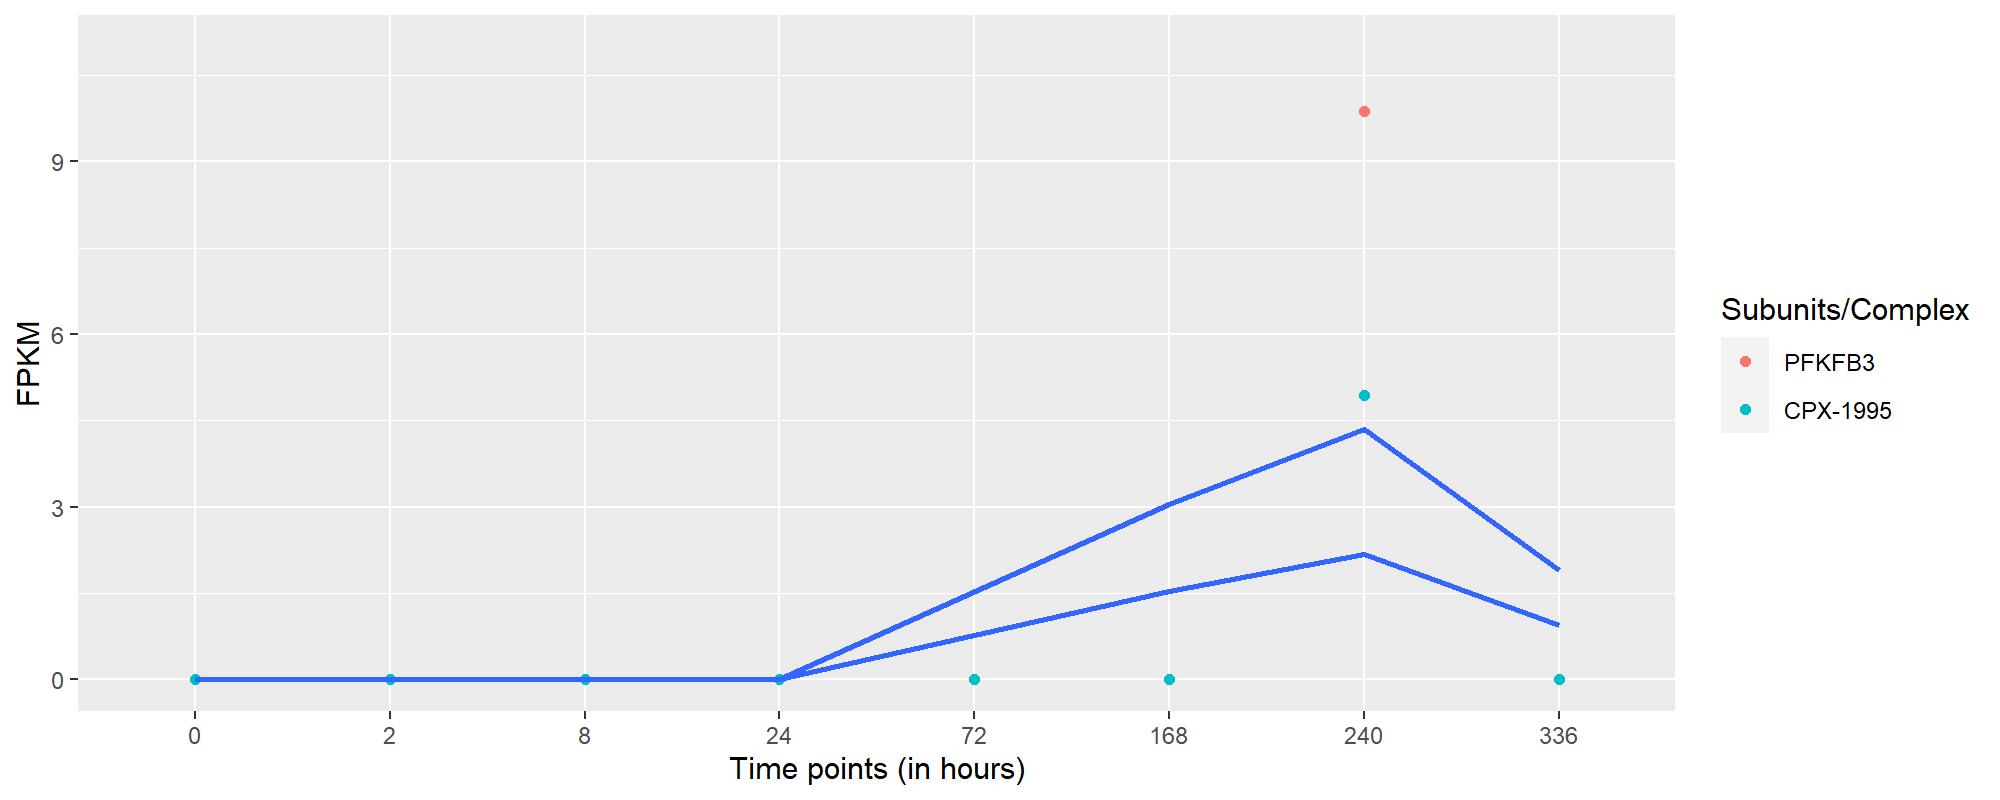 FPKM
9
6
3
0
0 2 8 24 72 168 240 336
Time points (in hours)
Subunits/Complex
PFKFB3
CPX-1995